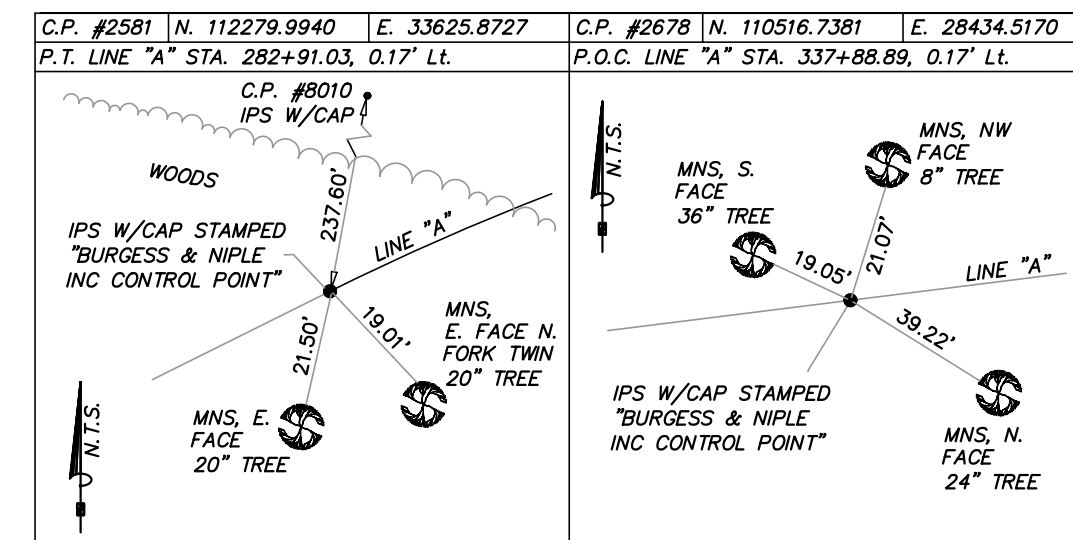 C.P. #2581 N. 112279.9940 E. 33625.8727
P.T. LINE "A" STA. 282+91.03, 0.17' Lt.
C.P. #8010
IPS W/CAP
WOODS
237.60'
LINE "A"
IPS W/CAP STAMPED
"BURGESS & NIPLE
INC CONTROL POINT"
19.01'
21.50'
MNS,
E. FACE N.
FORK TWIN
20" TREE
MNS, E.
FACE
20" TREE
N.T.S.
C.P. #2678 N. 110516.7381 E. 28434.5170
P.O.C. LINE "A" STA. 337+88.89, 0.17' Lt.
N.T.S.
MNS, NW
FACE
8" TREE
MNS, S.
FACE
36" TREE
19.05'
21.07'
LINE "A"
39.22'
IPS W/CAP STAMPED
"BURGESS & NIPLE
INC CONTROL POINT"
MNS, N.
FACE
24" TREE